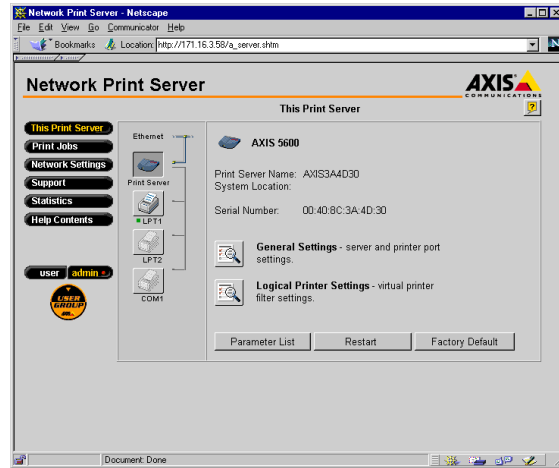 Network Print Server - Netscape
File Edit View Go Communicator Help
Bookmarks Location: http://171.16.3.58/a_server.shtm
Network Print Server
AXIS
COMMUNICATIONS
This Print Server
This Print Server
Print Jobs
Network Settings
Support
Statistics
Help Contents
user admin
USER
GROUP
Ethernet
Print Server
LPT1
LPT2
COM1
AXIS 5600
Print Server Name: AXIS3A4D30
System Location:
Serial Number: 00:40:8C:3A:4D:30
General Settings - server and printer port
settings.
Logical Printer Settings - virtual printer
filter settings.
Parameter List Restart Factory Default
Document: Done